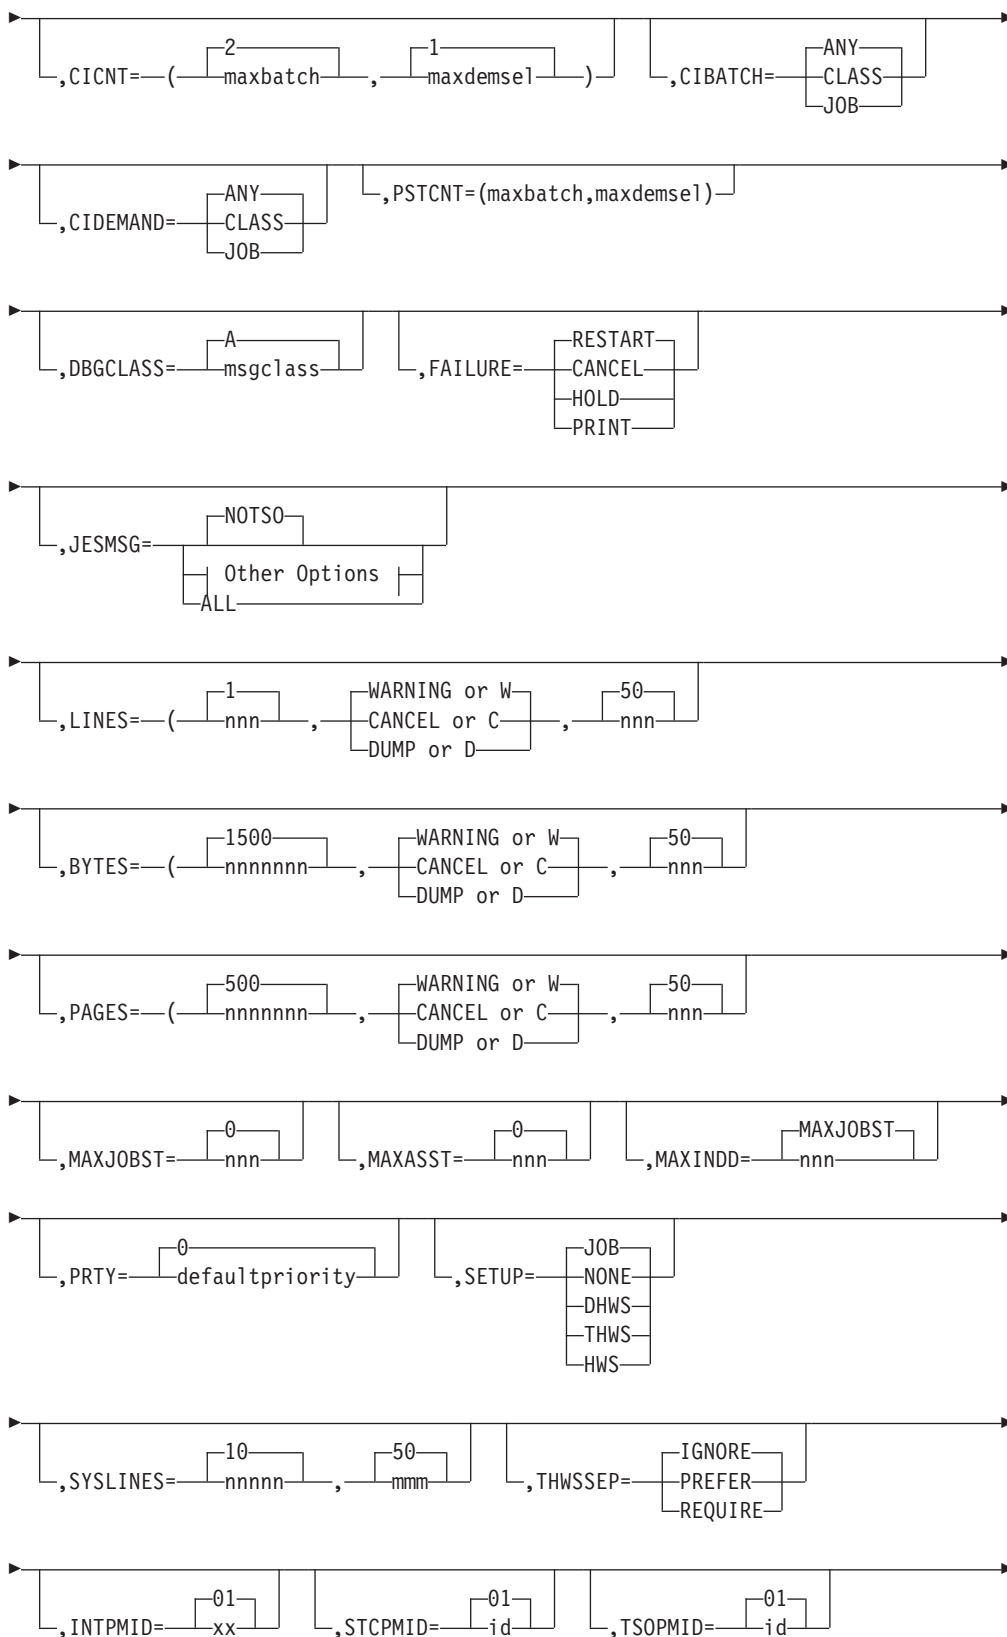 2 1 ANY
,CICNT= ( maxbatch , maxdemsel ) ,CIBATCH= CLASS
JOB
ANY ,PSTCNT=(maxbatch,maxdemsel)
,CIDEMAND= CLASS
JOB
A RESTART
,DBGCLASS= msgclass ,FAILURE= CANCEL
HOLD
PRINT
NOTSO
,JESMSG=
Other Options
ALL
1 WARNING or W 50
,LINES= ( nnn , CANCEL or C , nnn
DUMP or D
1500 WARNING or W 50
,BYTES= ( nnnnnnn , CANCEL or C , nnn
DUMP or D
500 WARNING or W 50
,PAGES= ( nnnnnnn , CANCEL or C , nnn
DUMP or D
0 0 MAXJOBST
,MAXJOBST= nnn ,MAXASST= nnn ,MAXINDD= nnn
0 JOB
,PRTY= defaultpriority ,SETUP= NONE
DHWS
THWS
HWS
10 50 IGNORE
,SYSLINES= nnnnn , mmm ,THWSSEP= PREFER
REQUIRE
01 01 01
,INTPMID= xx ,STCPMID= id ,TSOPMID= id